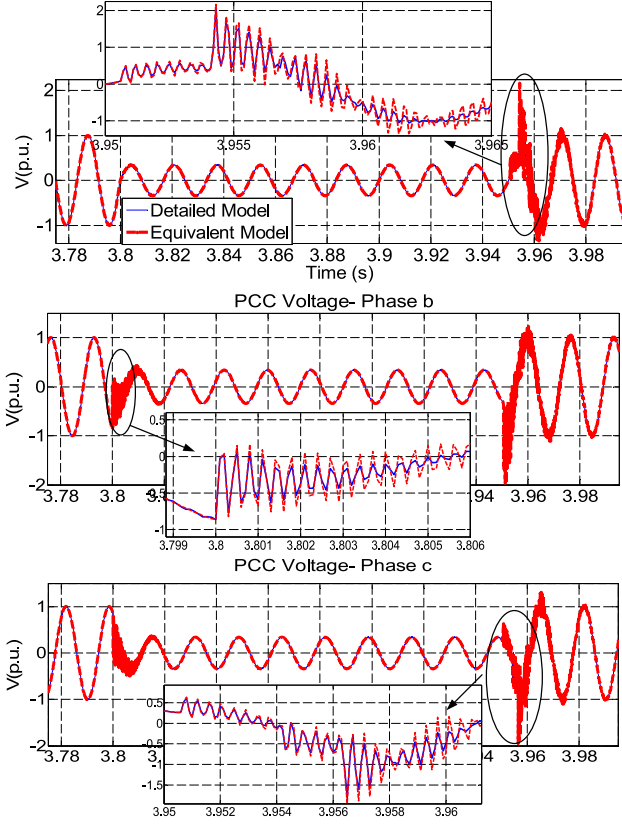 2
1
0
-1
3.95 3.955 3.96 3.965
V(p.u.)
2
1
0
-1
Detailed Model
Equivalent Model
3.78 3.8 3.82 3.84 3.86 3.88 3.9 3.92 3.94 3.96 3.98
Time (s)
PCC Voltage- Phase b
V(p.u.)
1
0
-1
-2
3.78 3.8 3. 94 3.96 3.98
0.5
0
-0.5
-1
3.799 3.8 3.801 3.802 3.803 3.804 3.805 3.806
PCC Voltage- Phase c
V(p.u.)
1
0
-1
-2
3.78 3.8 3. 4 3.96 3.98
0.5
0
-0.5
-1
-1.5
3.95 3.952 3.954 3.956 3.958 3.96